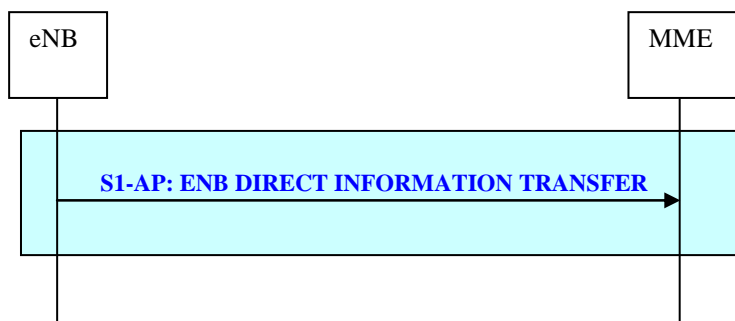 eNB
MME
S1-AP: ENB DIRECT INFORMATION TRANSFER